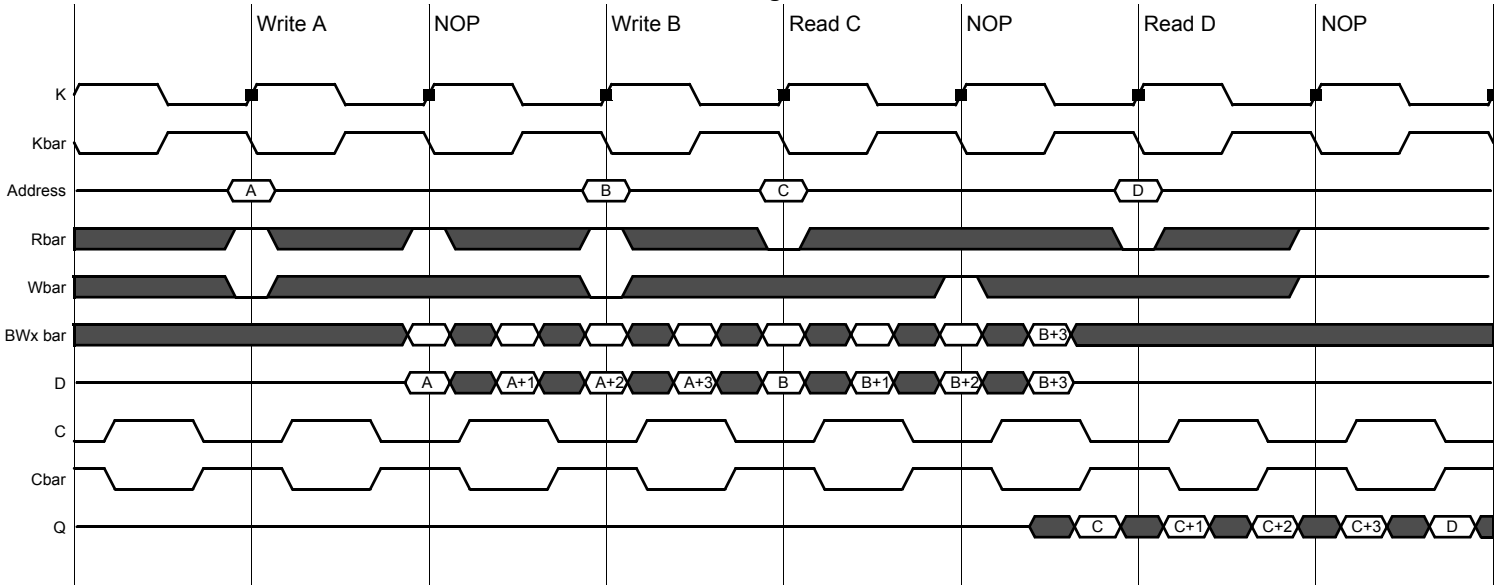 Write A NOP Write B Read C NOP Read D NOP
K
Kbar
Address A B C D
Rbar
Wbar
BWx bar B+3
D A A+1 A+2 A+3 B B+1 B+2 B+3
C
Cbar
Q C C+1 C+2 C+3 D